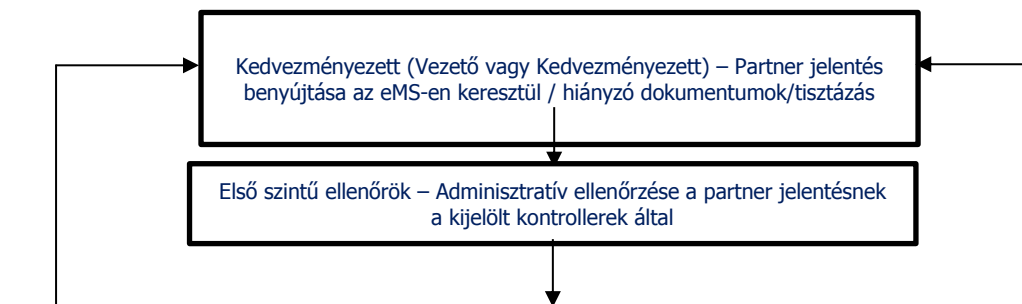 Kedvezményezett (Vezető vagy Kedvezményezett) – Partner jelentés
benyújtása az eMS-en keresztül / hiányzó dokumentumok/tisztázás
Első szintű ellenőrök – Adminisztratív ellenőrzése a partner jelentésnek
a kijelölt kontrollerek által